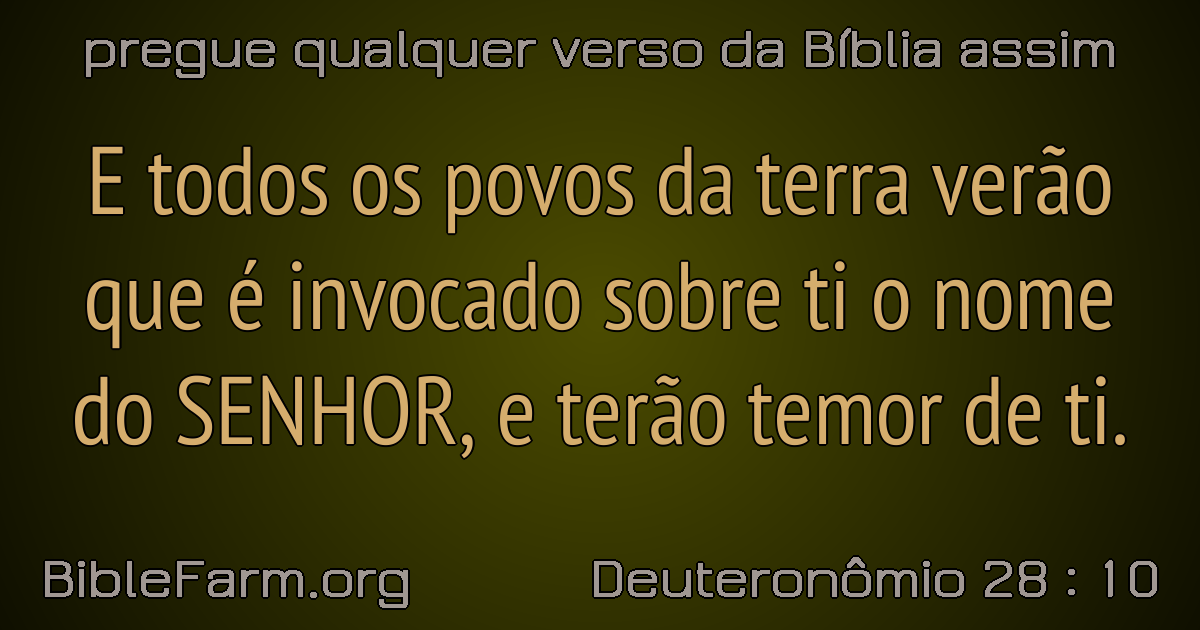 pregue qualquer verso da Bíblia assim
E todos os povos da terra verão
que é invocado sobre ti o nome
do SENHOR, e terão temor de ti.
BibleFarm.org
Deuteronômio 28 : 10